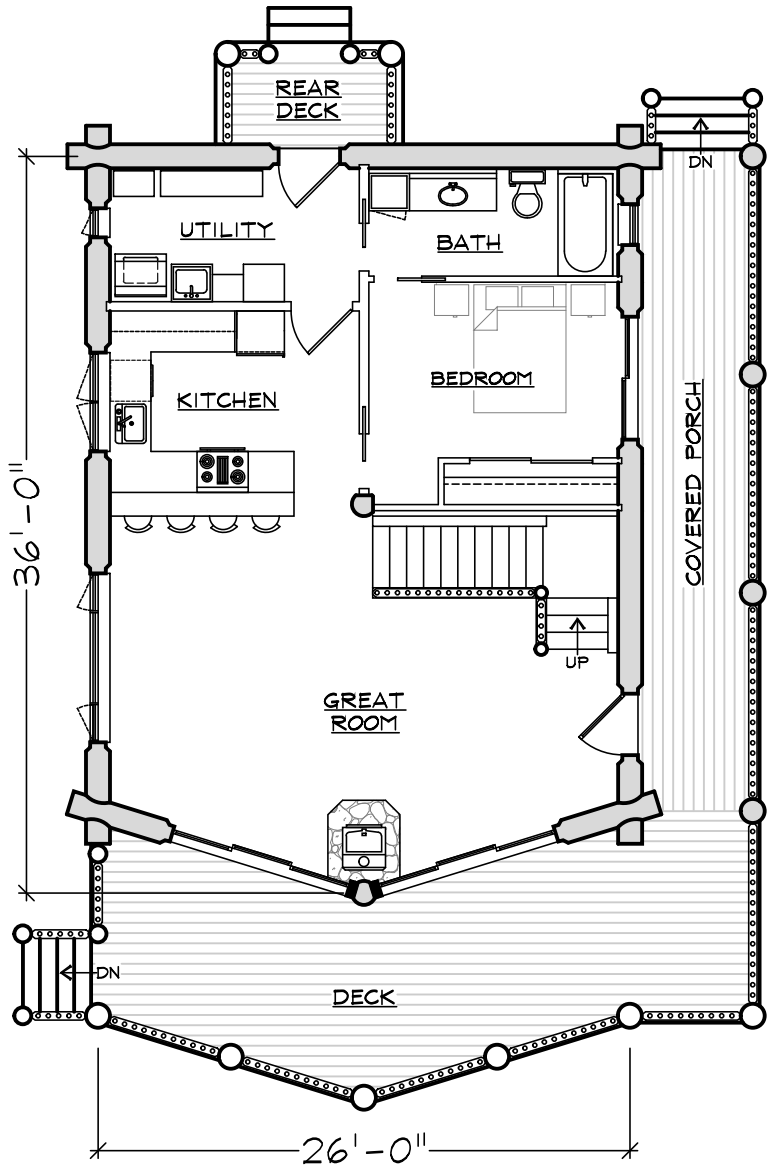 REAR
DECK
DN
UTILITY
BATH
BEDROOM
KITCHEN
COVERED PORCH
36'-0"
UP
GREAT
ROOM
DN
DECK
26'-0"